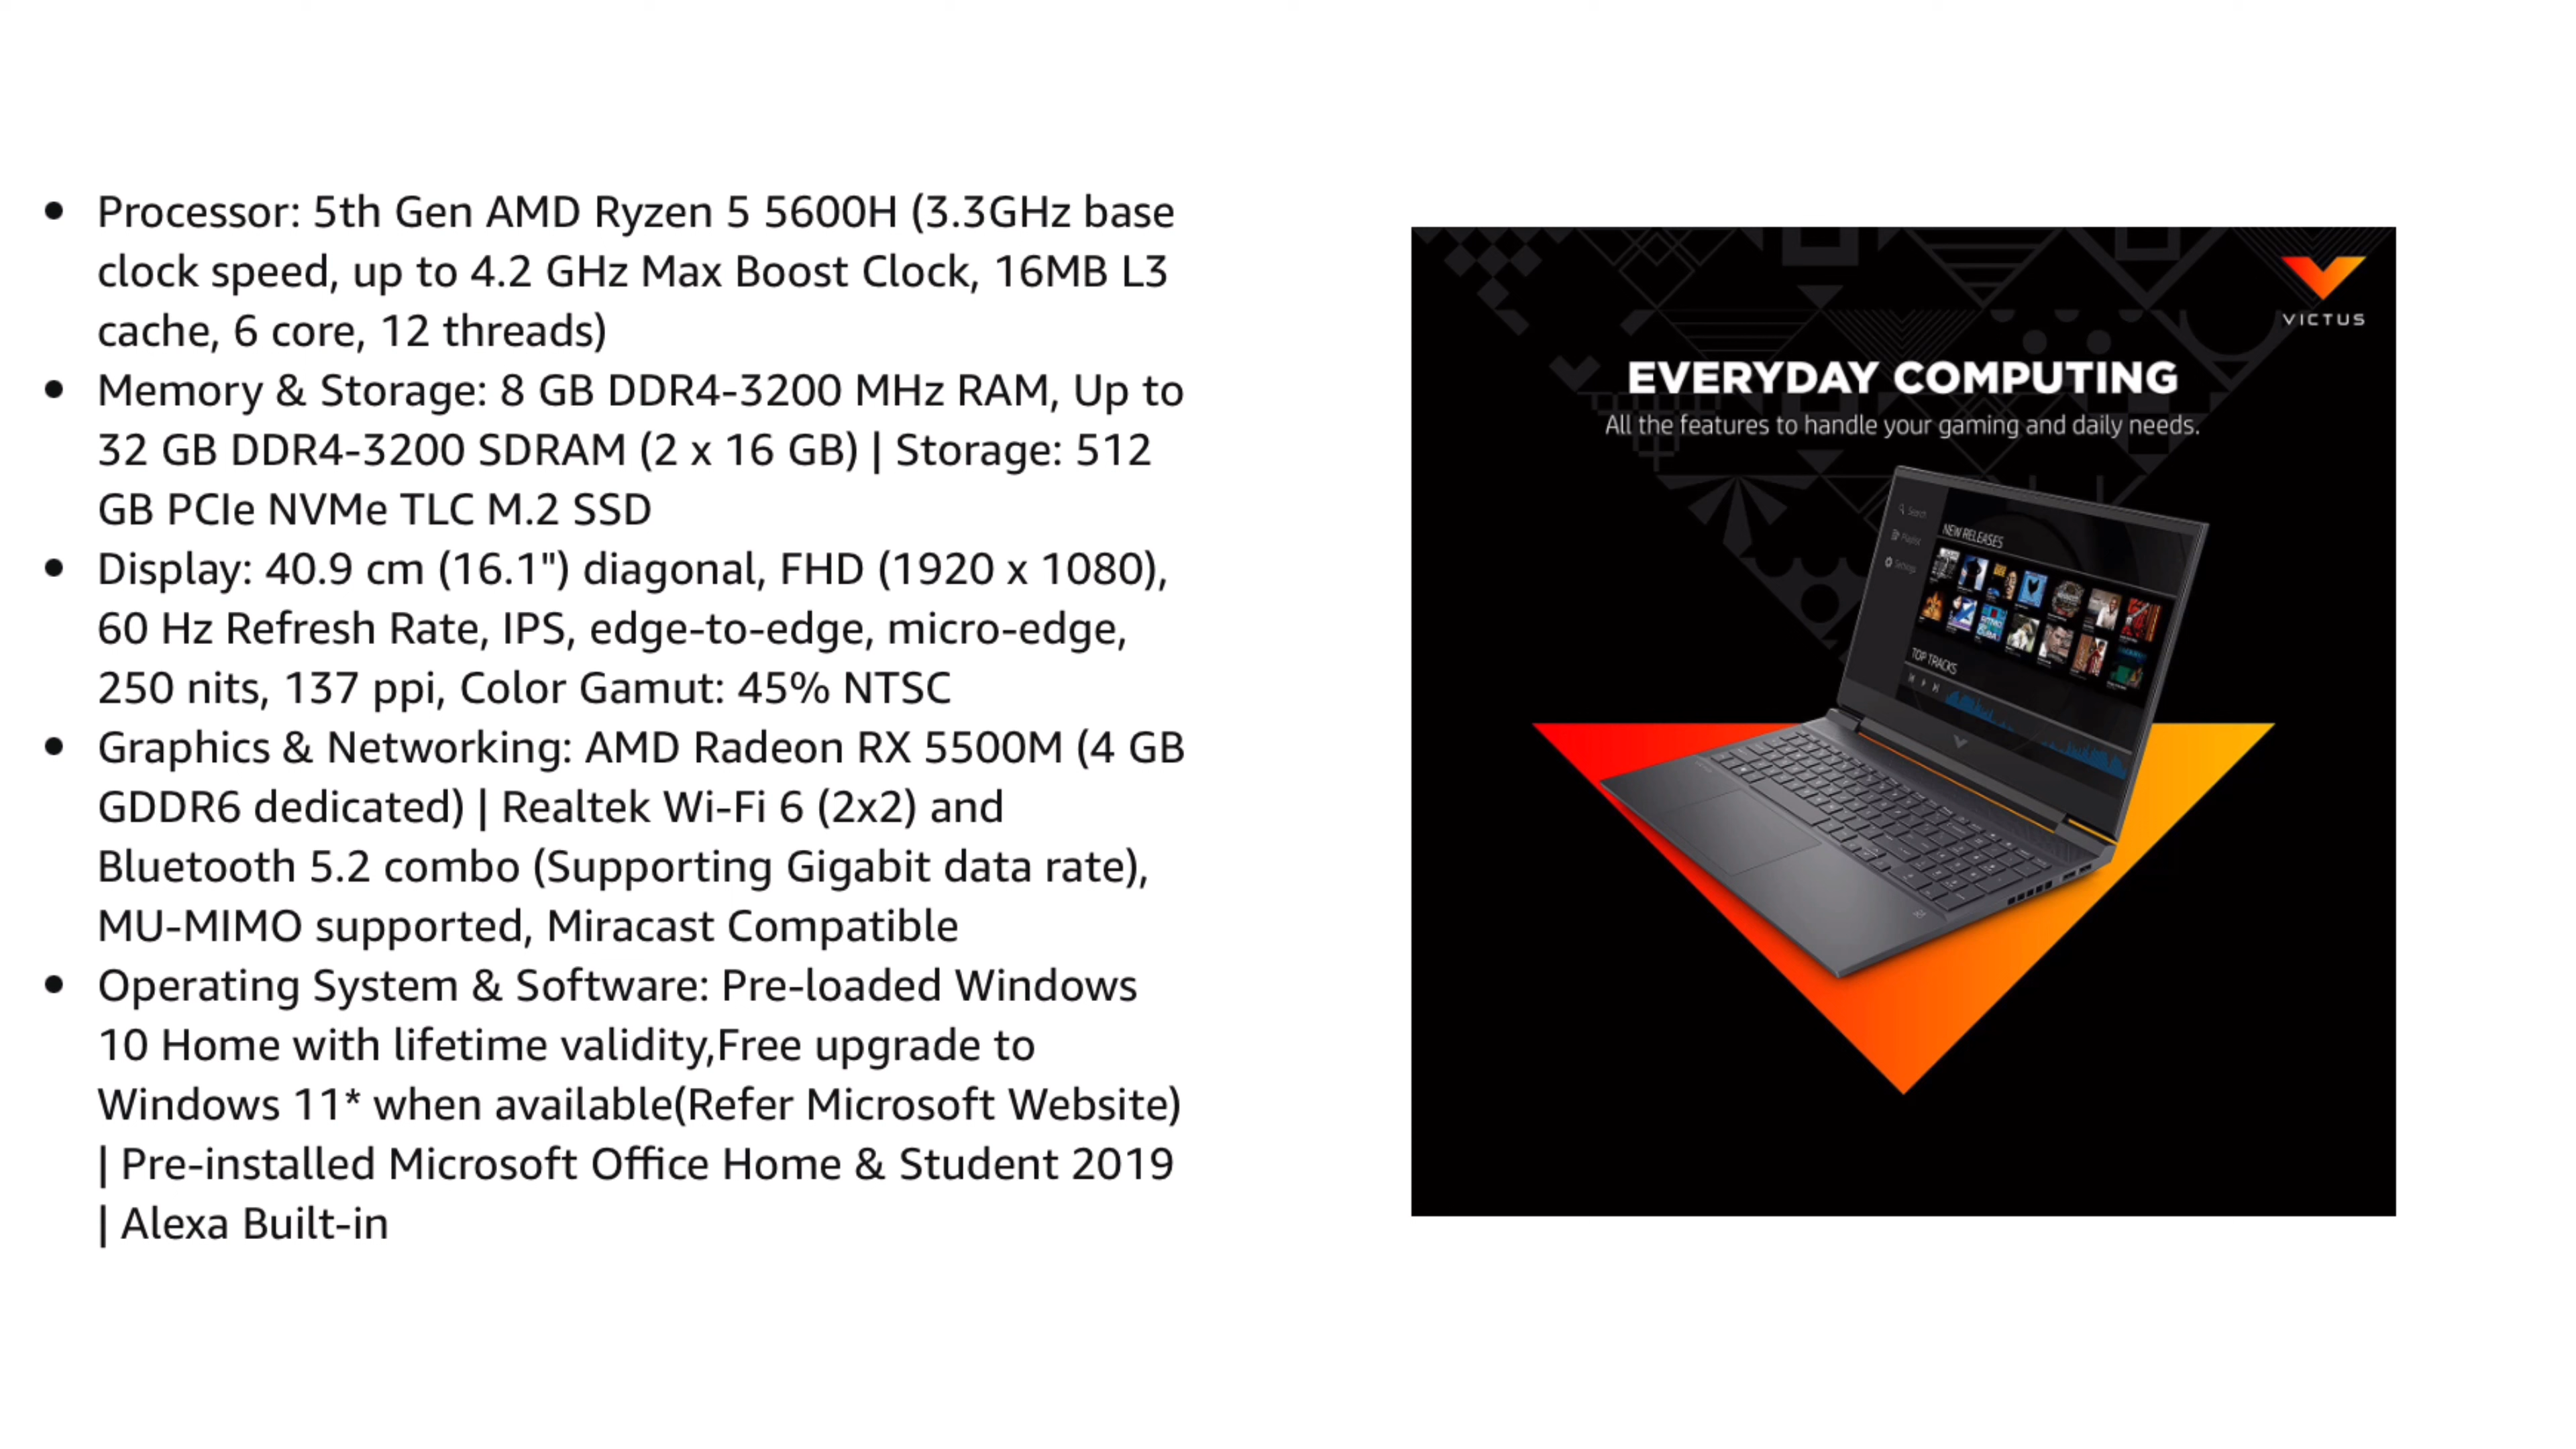 • Processor: 5th Gen AMD Ryzen 5 5600H (3.3GHz base
clock speed, up to 4.2 GHz Max Boost Clock, 16MB L3
cache, 6 core, 12 threads)
• Memory & Storage: 8 GB DDR4-3200 MHz RAM, Up to
32 GB DDR4-3200 SDRAM (2 x 16 GB) | Storage: 512
GB PCIe NVMe TLC M.2 SSD
• Display: 40.9 cm (16.1") diagonal, FHD (1920 x 1080),
60 Hz Refresh Rate, IPS, edge-to-edge, micro-edge,
250 nits, 137 ppi, Color Gamut: 45% NTSC
• Graphics & Networking: AMD Radeon RX 5500M (4 GB
GDDR6 dedicated) | Realtek Wi-Fi 6 (2x2) and
Bluetooth 5.2 combo (Supporting Gigabit data rate),
MU-MIMO supported, Miracast Compatible
• Operating System & Software: Pre-loaded Windows
10 Home with lifetime validity,Free upgrade to
Windows 11* when available(Refer Microsoft Website)
| Pre-installed Microsoft Office Home & Student 2019
| Alexa Built-in
VICTUS
EVERYDAY COMPUTING
All the features to handle your gaming and daily needs.
Search
Playlist
Settings
NEW RELEASES
TOP TRACKS